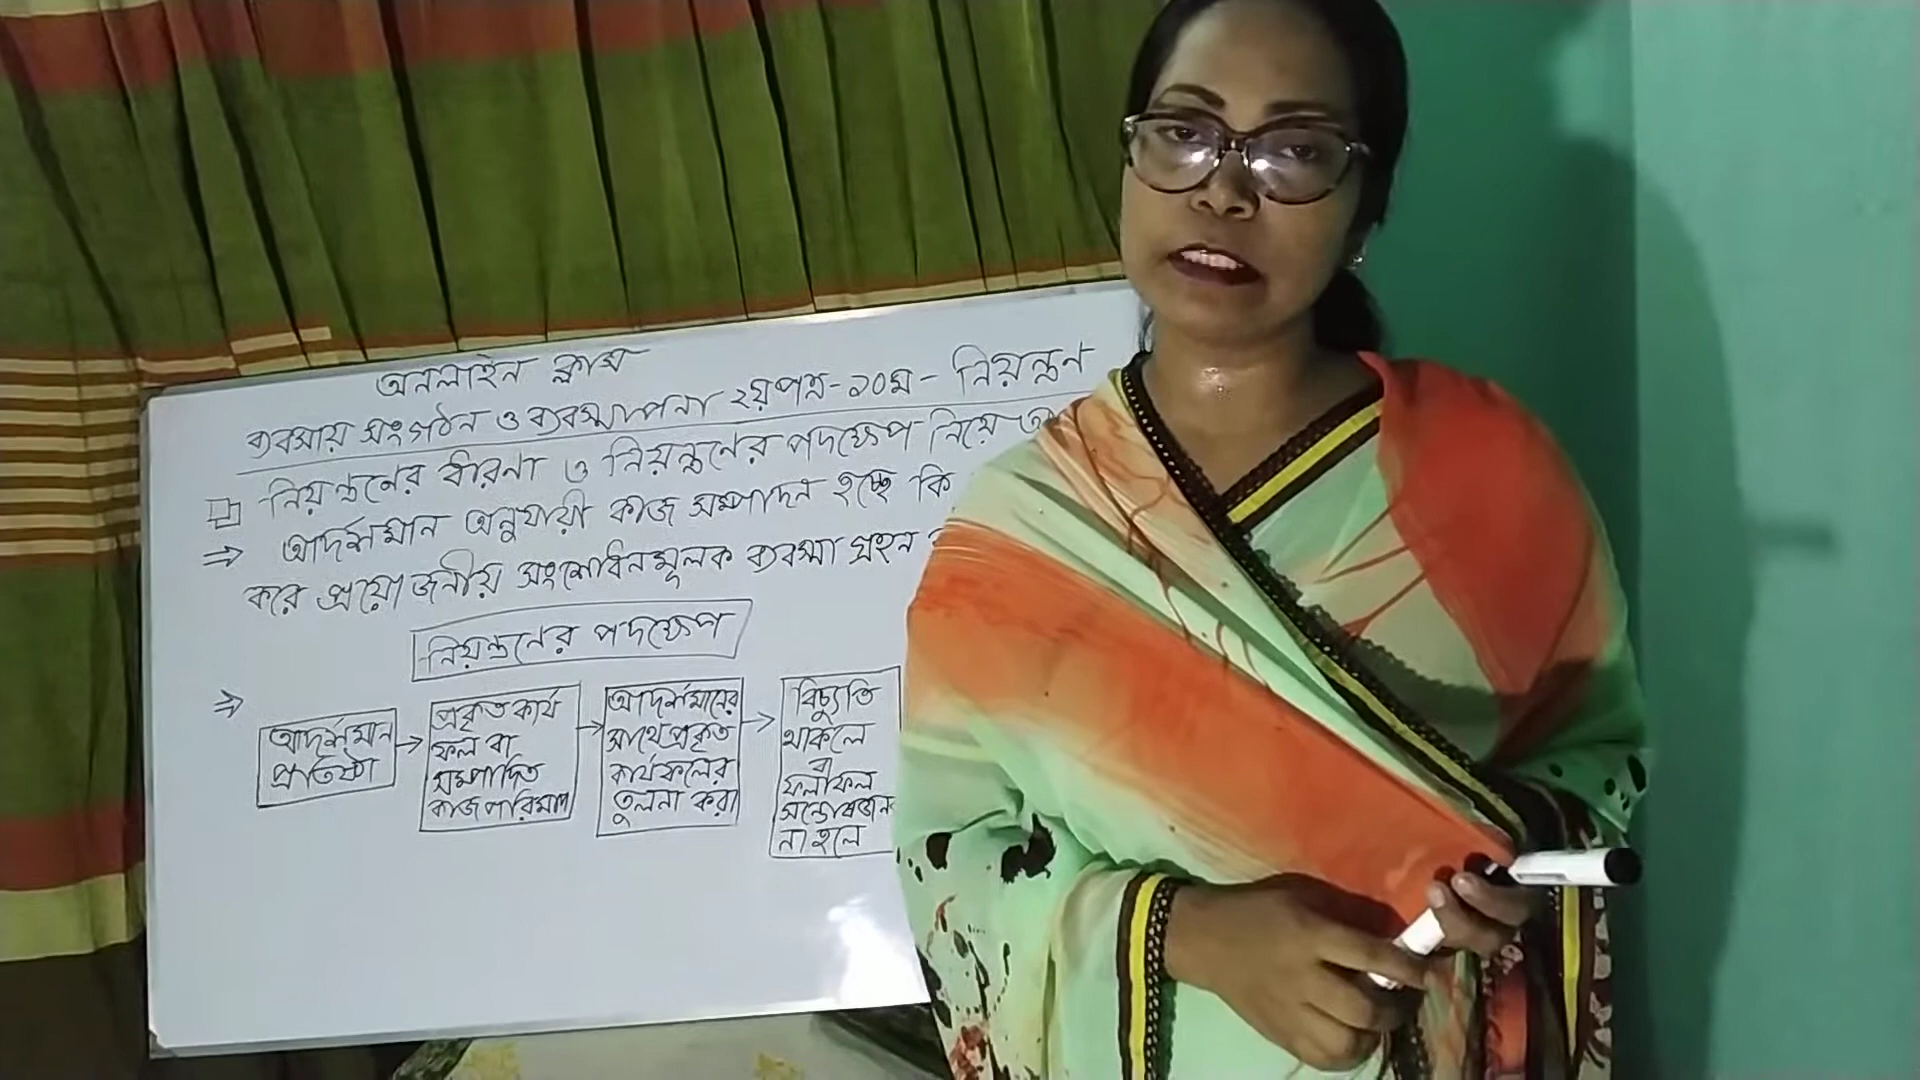 অনলাইন ক্লাস
ব্যবসায় সংগঠন ও ব্যবস্থাপনা ২য়পত্র-১০ম - নিয়ন্ত্রণ
নিয়ন্ত্রণের ধারনা ও নিয়ন্ত্রণের পদক্ষেপ নিয়ে
⇒ আদর্শমান অনুযায়ী কাজ সম্পাদন হচ্ছে কি
করে প্রয়োজনীয় সংশোধনমূলক ব্যবস্থা গ্রহন
নিয়ন্ত্রণের পদক্ষেপ
⇒
আদর্শমান
প্রতিষ্ঠা
→
প্রকৃত কার্য
ফল বা
সম্পাদিত
কাজ পরিমাপ
→
আদর্শমানের
সাথে প্রকৃত
কার্যফলের
তুলনা করা
→
বিচ্যুতি
থাকলে
বা
ফলাফল
সন্তোষজনক
না হলে